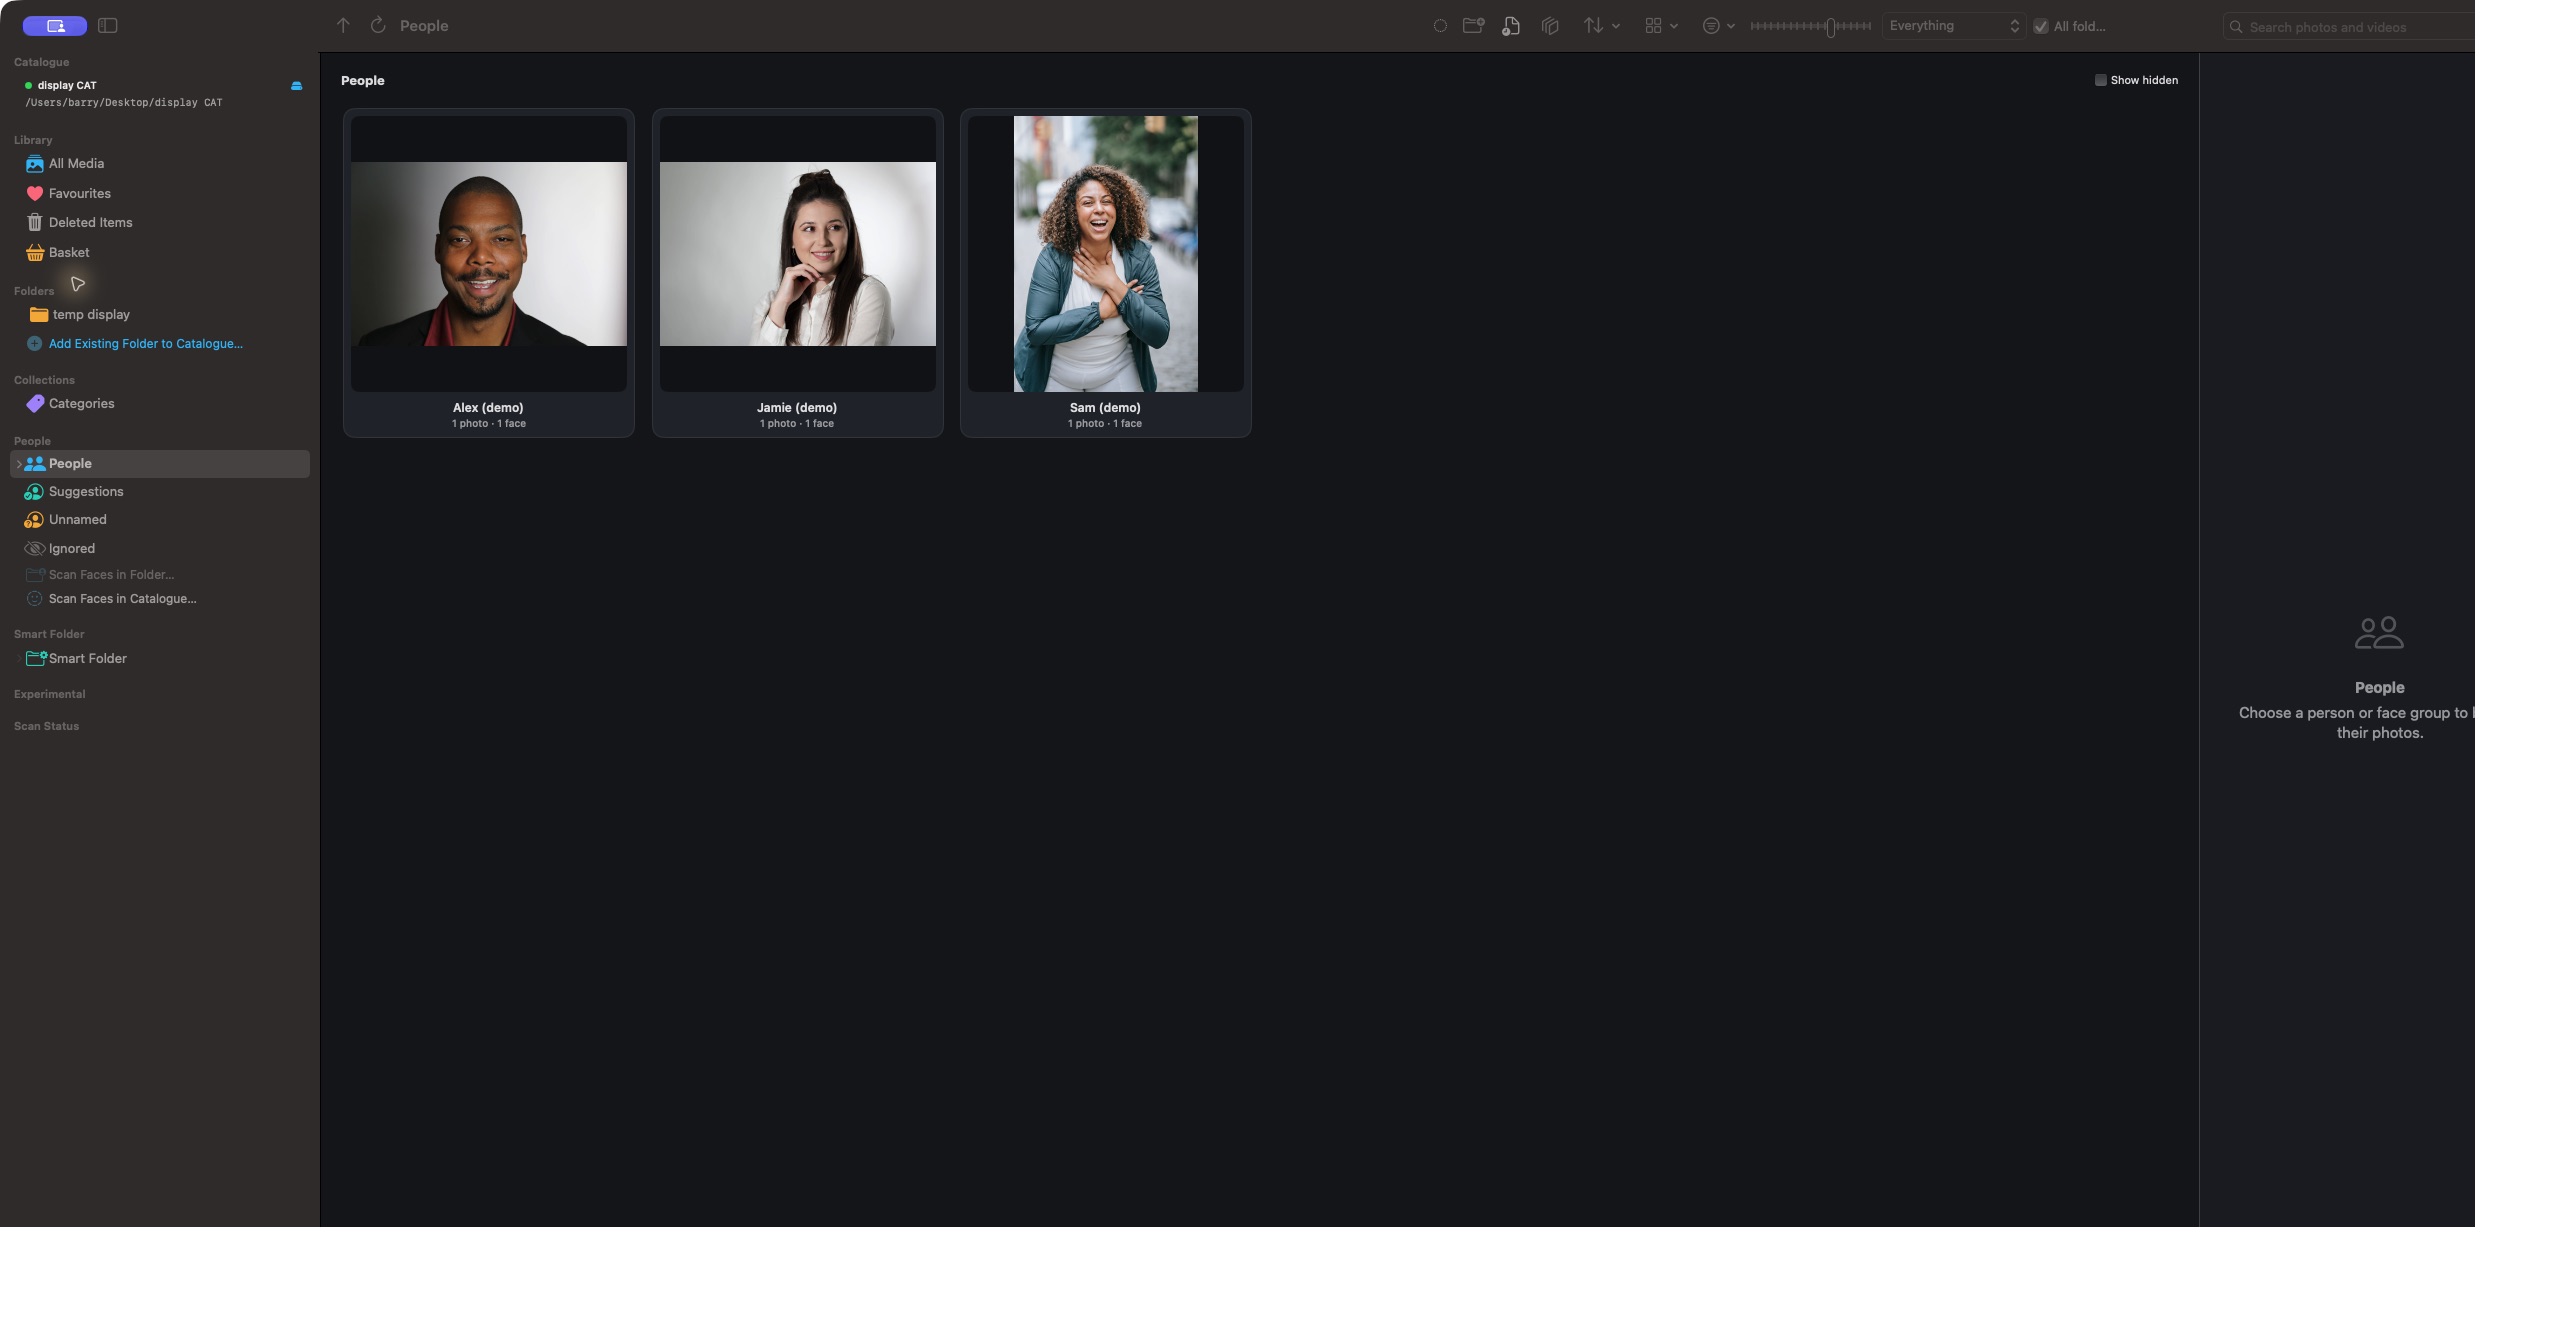 People
Everything
All fold...
Search photos and videos
Catalogue
display CAT
/Users/barry/Desktop/display CAT
Library
All Media
Favourites
Deleted Items
Basket
Folders
temp display
Add Existing Folder to Catalogue...
Collections
Categories
People
People
Suggestions
Unnamed
Ignored
Scan Faces in Folder...
Scan Faces in Catalogue...
Smart Folder
Smart Folder
Experimental
Scan Status
People
Show hidden
Alex (demo)
1 photo · 1 face
Jamie (demo)
1 photo · 1 face
Sam (demo)
1 photo · 1 face
People
Choose a person or face group to
their photos.